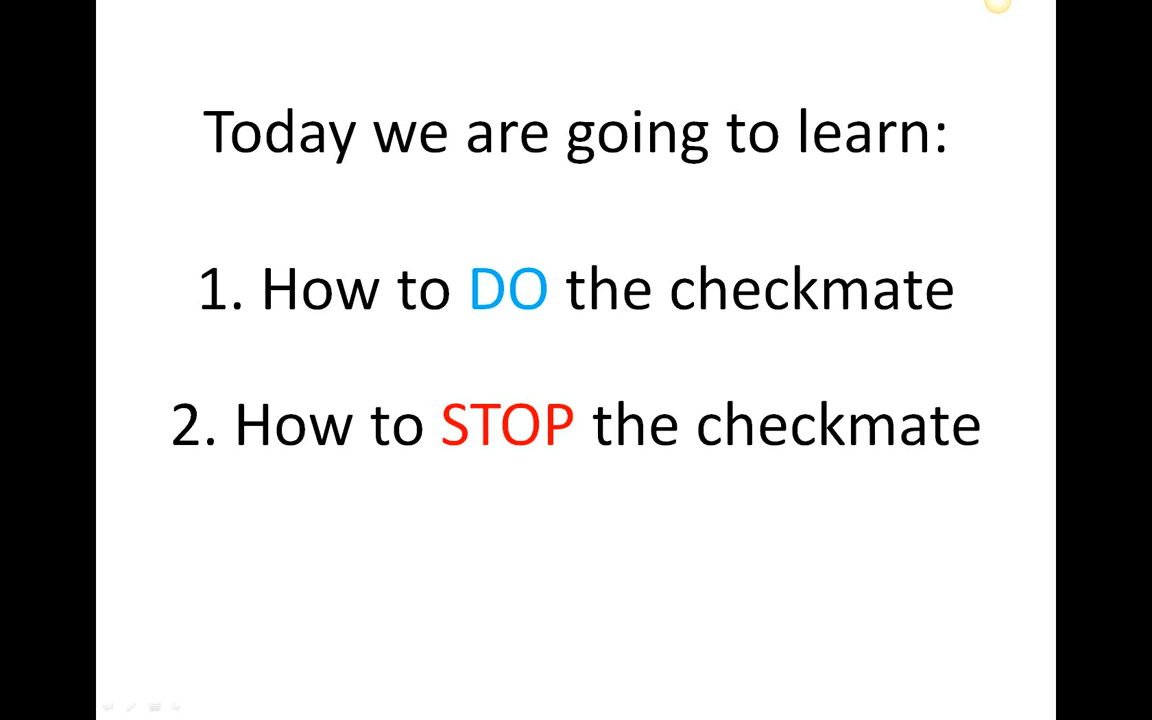 Today we are going to learn:
1. How to DO the checkmate
2. How to STOP the checkmate